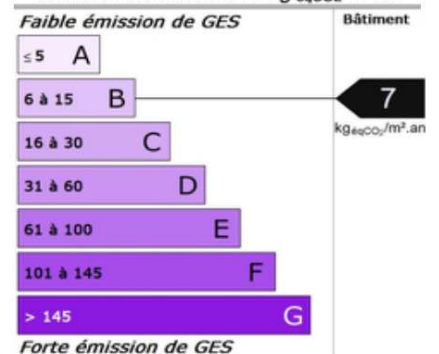 Faible émission de GES
Bâtiment
≤ 5 A
6 à 15 B
7
kgéqCO₂/m².an
16 à 30 C
31 à 60 D
61 à 100 E
101 à 145 F
> 145 G
Forte émission de GES